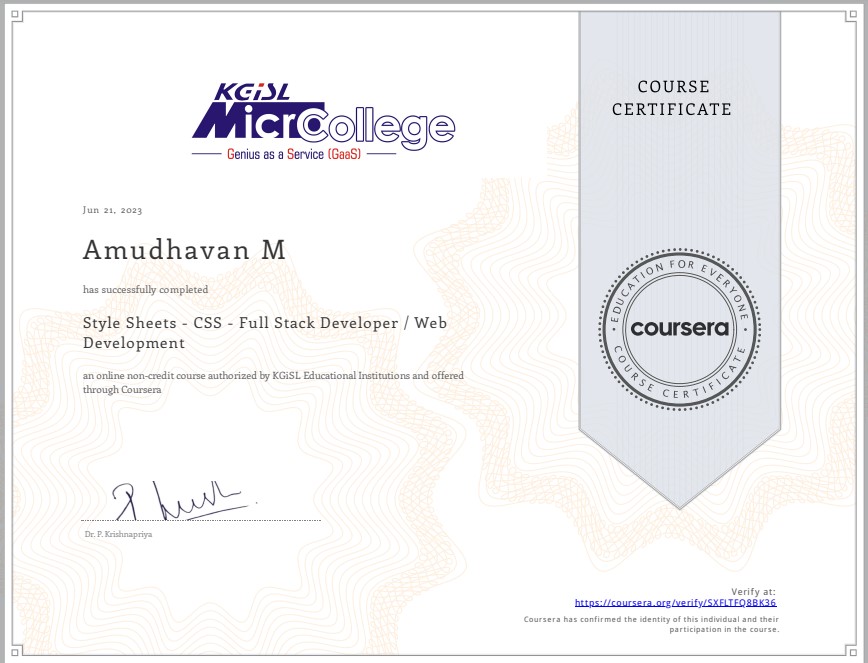 KGiSL
MicroCollege
Genius as a Service (GaaS)
COURSE
CERTIFICATE
Jun 21, 2023
Amudhavan M
has successfully completed
Style Sheets - CSS - Full Stack Developer / Web
Development
an online non-credit course authorized by KGiSL Educational Institutions and offered
through Coursera
EDUCATION FOR EVERYONE
coursera
COURSE CERTIFICATE
Dr. P. Krishnapriya
Verify at:
https://coursera.org/verify/SXFLTFQ8BK36
Coursera has confirmed the identity of this individual and their
participation in the course.